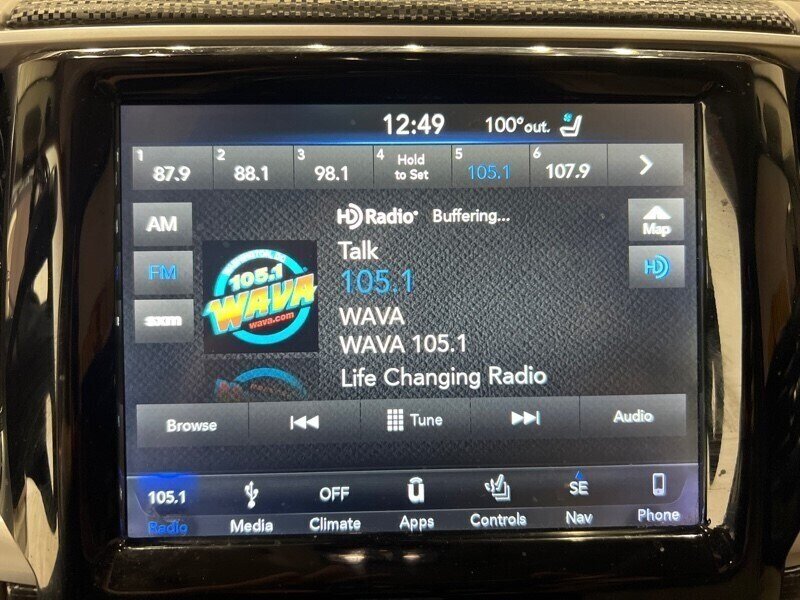 12:49 100°out.
1 2 3 4 5 6
87.9 88.1 98.1 Hold to Set 105.1 107.9
AM
HD Radio Buffering...
Map
FM
Talk
HD
105.1
WASHINGTON, DC
105.1
WAVA
wava.com
sxm
WAVA
WAVA 105.1
Life Changing Radio
Browse Tune Audio
105.1 OFF u SE
Radio Media Climate Apps Controls Nav Phone